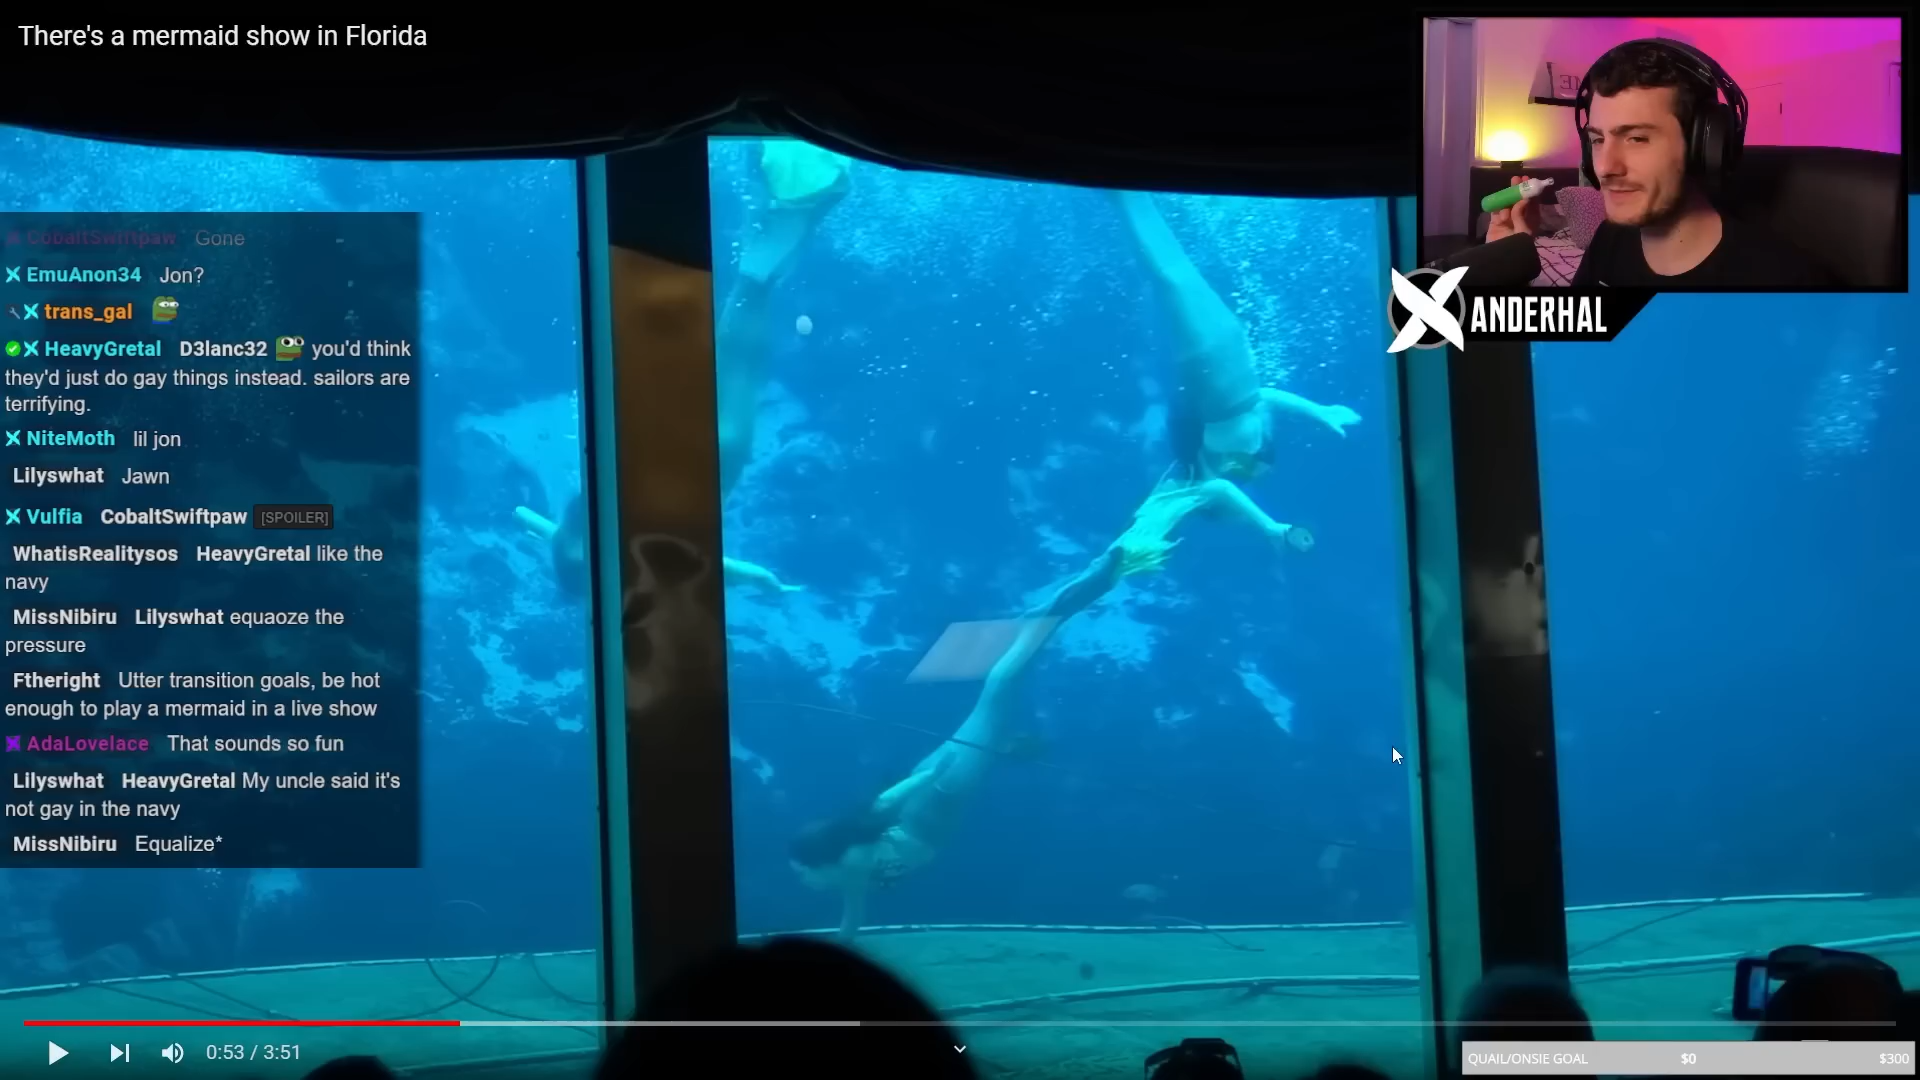 There's a mermaid show in Florida
CobaltSwiftpaw Gone
EmuAnon34 Jon?
trans_gal
HeavyGretal D3lanc32 you'd think
they'd just do gay things instead. sailors are
terrifying.
NiteMoth lil jon
Lilyswhat Jawn
Vulfia CobaltSwiftpaw [SPOILER]
WhatisRealitysos HeavyGretal like the
navy
MissNibiru Lilyswhat equaoze the
pressure
Ftheright Utter transition goals, be hot
enough to play a mermaid in a live show
AdaLovelace That sounds so fun
Lilyswhat HeavyGretal My uncle said it's
not gay in the navy
MissNibiru Equalize*
ANDERHAL
0:53 / 3:51
QUAIL/ONSIE GOAL $0 $300